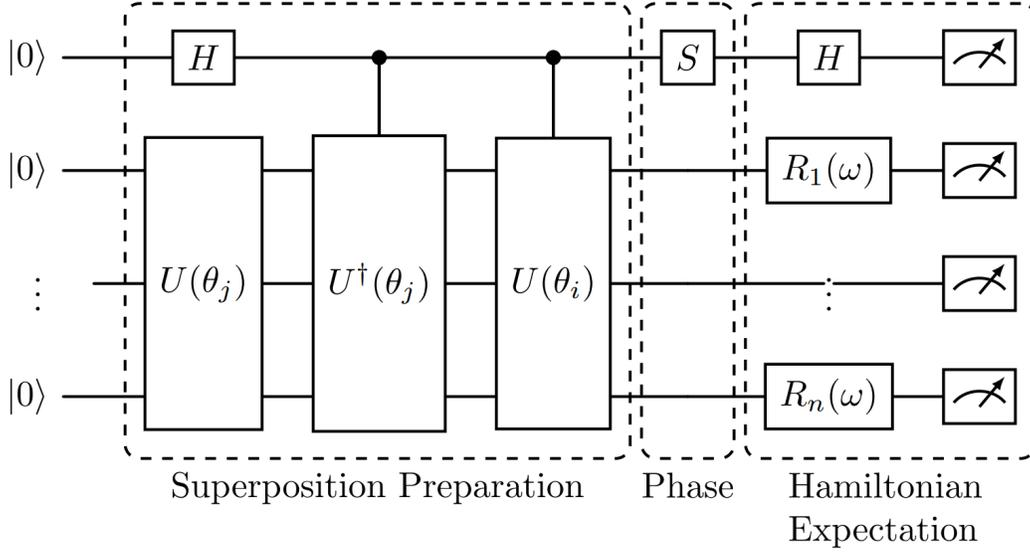 |0⟩ H S H
|0⟩ R₁(ω)
⋮ U(θⱼ) U†(θⱼ) U(θᵢ) ⋮
|0⟩ Rₙ(ω)
Superposition Preparation Phase Hamiltonian
Expectation